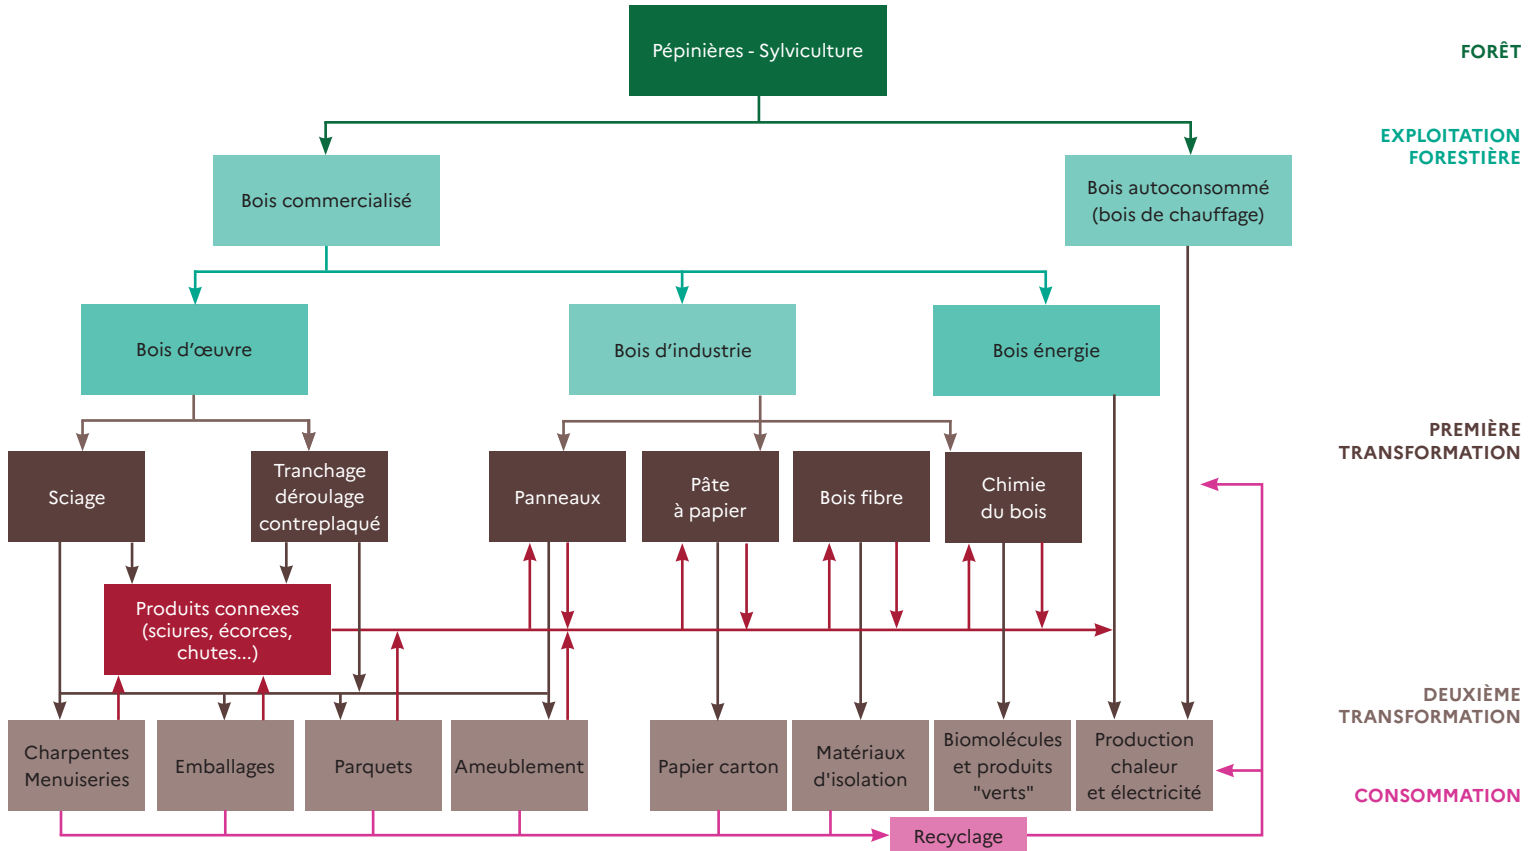 Pépinières - Sylviculture
FORÊT
EXPLOITATION
FORESTIÈRE
Bois commercialisé
Bois autoconsommé
(bois de chauffage)
Bois d'œuvre
Bois d'industrie
Bois énergie
PREMIÈRE
TRANSFORMATION
Sciage
Tranchage
déroulage
contreplaqué
Panneaux
Pâte
à papier
Bois fibre
Chimie
du bois
Produits connexes
(sciures, écorces,
chutes...)
DEUXIÈME
TRANSFORMATION
Charpentes
Menuiseries
Emballages
Parquets
Ameublement
Papier carton
Matériaux
d'isolation
Biomolécules
et produits
"verts"
Production
chaleur
et électricité
CONSOMMATION
Recyclage